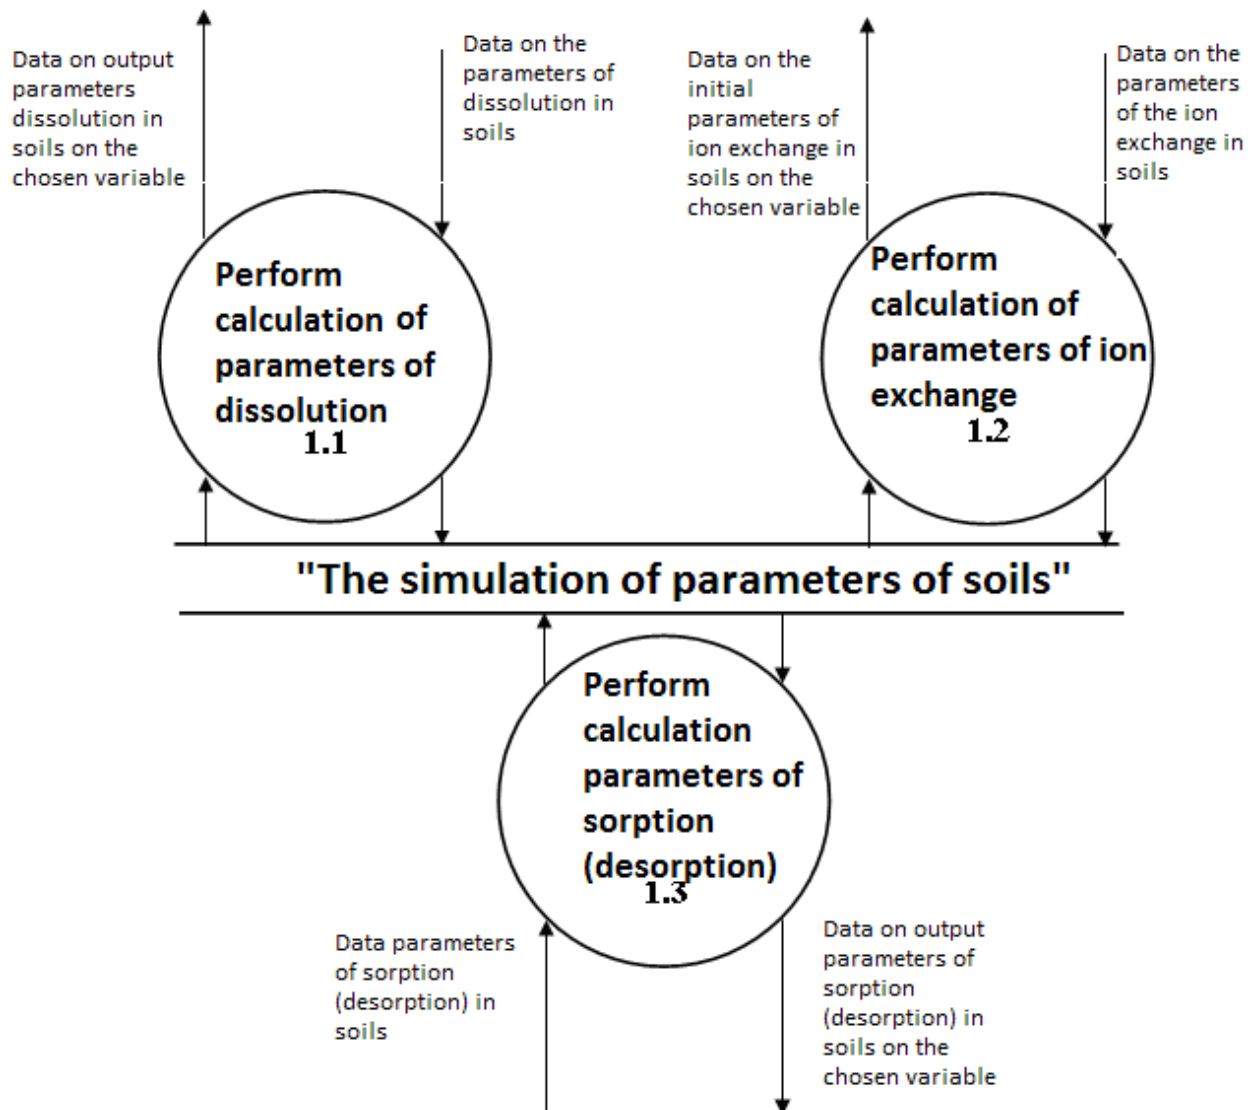 Data on output
parameters
dissolution in
soils on the
chosen variable
Data on the
parameters of
dissolution in
soils
Data on the
initial
parameters of
ion exchange in
soils on the
chosen variable
Data on the
parameters
of the ion
exchange in
soils
Perform
calculation of
parameters of
dissolution
1.1
Perform
calculation of
parameters of ion
exchange
1.2
"The simulation of parameters of soils"
Perform
calculation
parameters of
sorption
(desorption)
1.3
Data parameters
of sorption
(desorption) in
soils
Data on output
parameters of
sorption
(desorption) in
soils on the
chosen variable